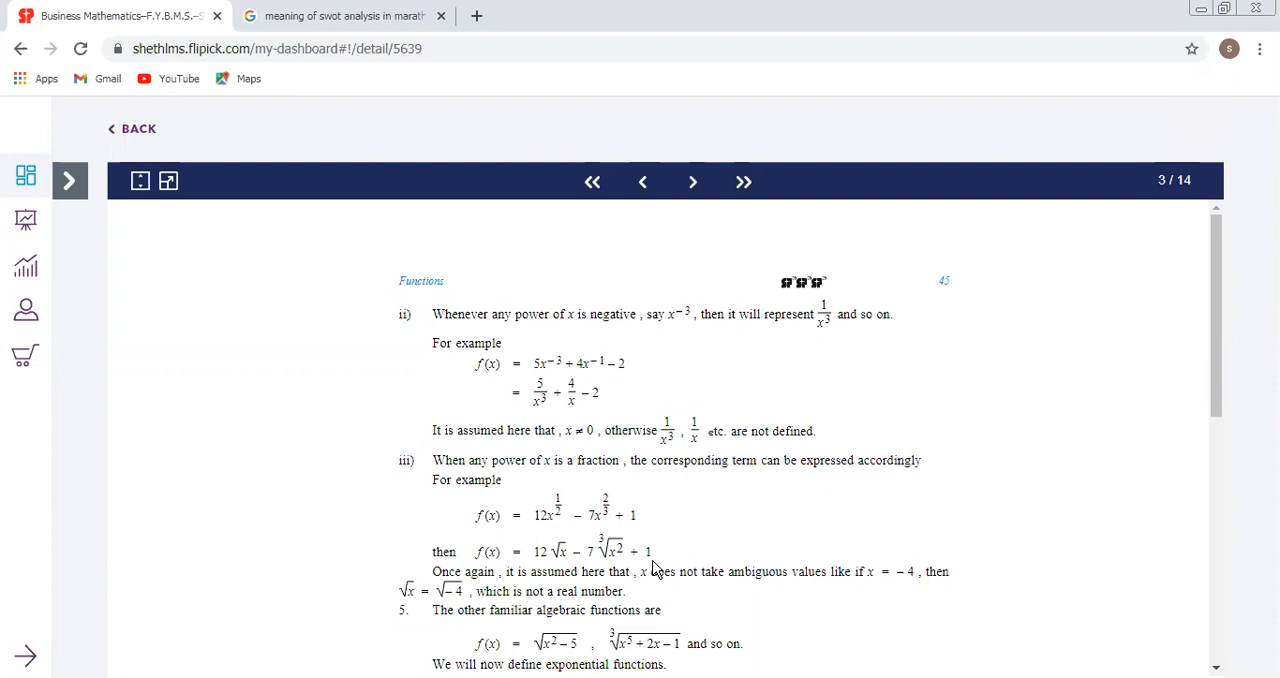 Business Mathematics–F.Y.B.M.S.–S
meaning of swot analysis in marath
shethlms.flipick.com/my-dashboard#!/detail/5639
S
Apps Gmail YouTube Maps
BACK
3 / 14
Functions 45
ii) Whenever any power of x is negative , say x⁻³ , then it will represent 1/x³ and so on.
For example
f (x) = 5x⁻³ + 4x⁻¹ – 2
= 5/x³ + 4/x – 2
It is assumed here that , x ≠ 0 , otherwise 1/x³ , 1/x etc. are not defined.
iii) When any power of x is a fraction , the corresponding term can be expressed accordingly
For example
f (x) = 12x^(1/2) – 7x^(2/3) + 1
then f (x) = 12 √x – 7 ∛x² + 1
Once again , it is assumed here that , x does not take ambiguous values like if x = – 4 , then
√x = √– 4 , which is not a real number.
5. The other familiar algebraic functions are
f (x) = √(x² – 5) , ∛(x⁵ + 2x – 1) and so on.
We will now define exponential functions.